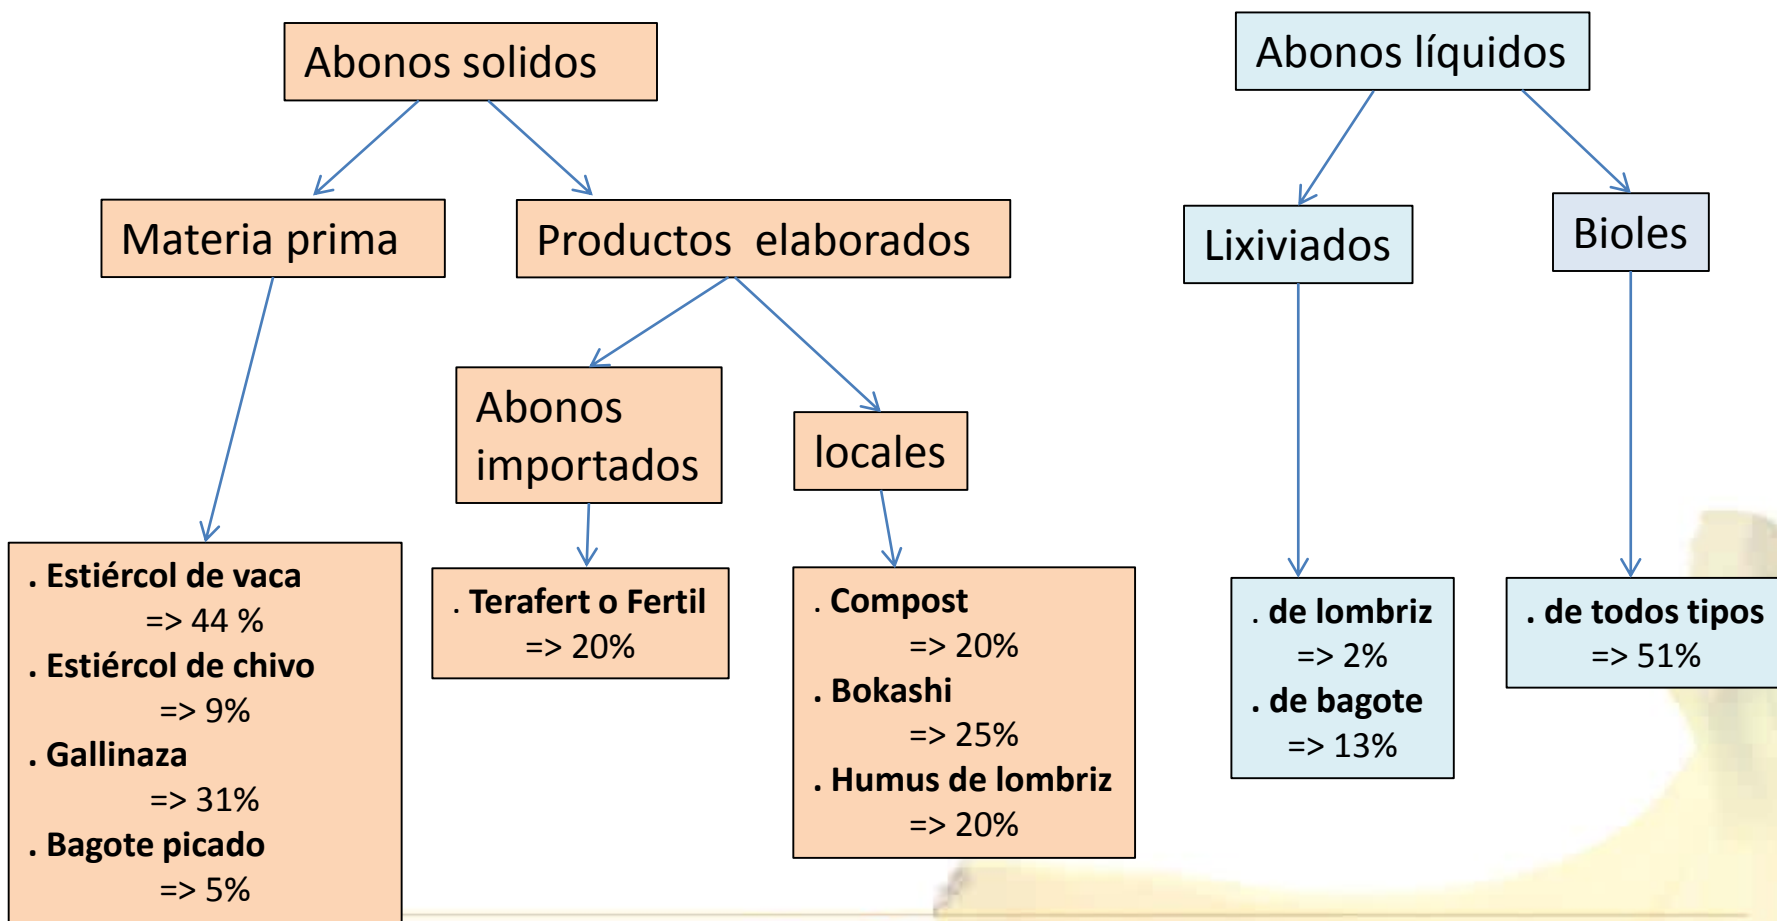 Abonos solidos
Abonos líquidos
Materia prima
Productos elaborados
Lixiviados
Bioles
Abonos
importados
locales
. Estiércol de vaca
=> 44 %
. Estiércol de chivo
=> 9%
. Gallinaza
=> 31%
. Bagote picado
=> 5%
. Terafert o Fertil
=> 20%
. Compost
=> 20%
. Bokashi
=> 25%
. Humus de lombriz
=> 20%
. de lombriz
=> 2%
. de bagote
=> 13%
. de todos tipos
=> 51%